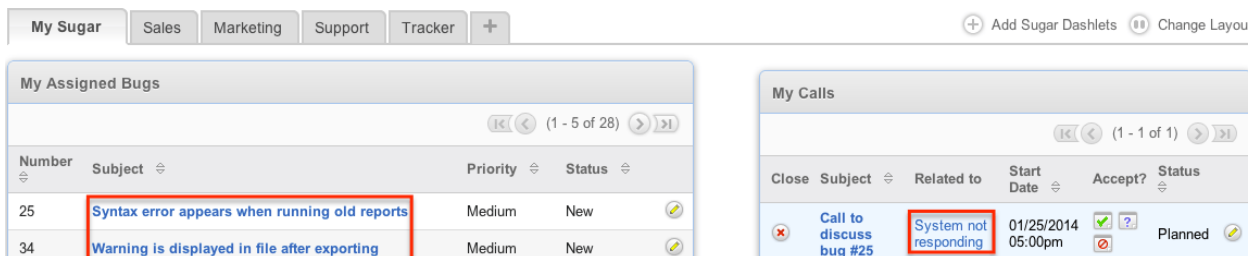 My Sugar Sales Marketing Support Tracker + Add Sugar Dashlets Change Layou
My Assigned Bugs
(1 - 5 of 28)
Number Subject Priority Status
25 Syntax error appears when running old reports Medium New
34 Warning is displayed in file after exporting Medium New
My Calls
(1 - 1 of 1)
Close Subject Related to Start Date Accept? Status
Call to System not 01/25/2014
discuss responding 05:00pm Planned
bug #25